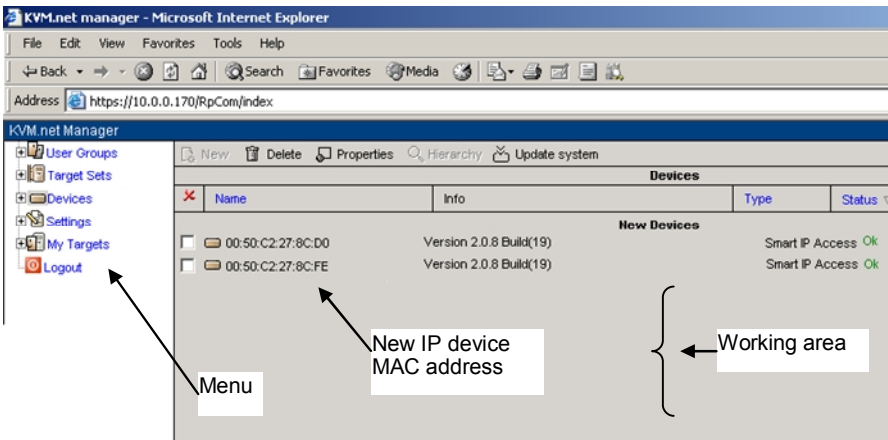 KVM.net manager - Microsoft Internet Explorer
File Edit View Favorites Tools Help
Back Search Favorites Media
Address https://10.0.0.170/RpCom/index
KVM.net Manager
User Groups
Target Sets
Devices
Settings
My Targets
Logout
New Delete Properties Hierarchy Update system
Devices
Name Info Type Status
New Devices
00:50:C2:27:8C:D0 Version 2.0.8 Build(19) Smart IP Access Ok
00:50:C2:27:8C:FE Version 2.0.8 Build(19) Smart IP Access Ok
New IP device
MAC address
Working area
Menu